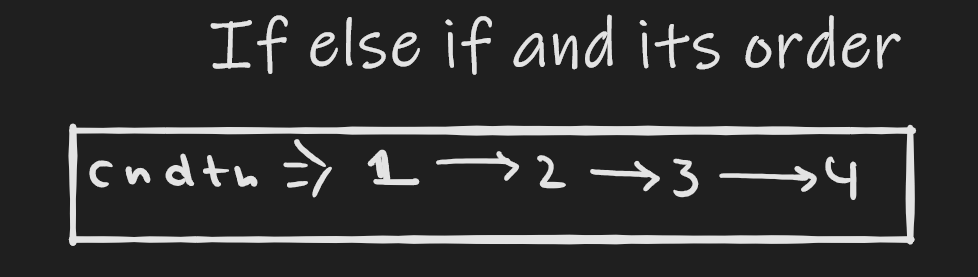 If else if and its order
cndtn => 1 → 2 → 3 → 4